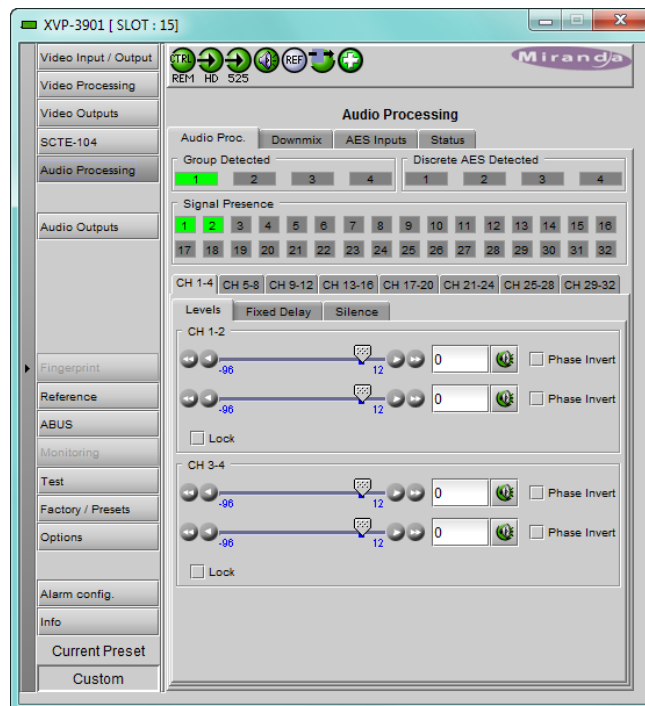 XVP-3901 [ SLOT : 15]
Video Input / Output
Video Processing
Video Outputs
SCTE-104
Audio Processing
Audio Outputs
Fingerprint
Reference
ABUS
Monitoring
Test
Factory / Presets
Options
Alarm config.
Info
Current Preset
Custom
CTRL REF
REM HD 525
Miranda
Audio Processing
Audio Proc. Downmix AES Inputs Status
Group Detected
1 2 3 4
Discrete AES Detected
1 2 3 4
Signal Presence
1 2 3 4 5 6 7 8 9 10 11 12 13 14 15 16
17 18 19 20 21 22 23 24 25 26 27 28 29 30 31 32
CH 1-4 CH 5-8 CH 9-12 CH 13-16 CH 17-20 CH 21-24 CH 25-28 CH 29-32
Levels Fixed Delay Silence
CH 1-2
-96 12 0 Phase Invert
-96 12 0 Phase Invert
Lock
CH 3-4
-96 12 0 Phase Invert
-96 12 0 Phase Invert
Lock